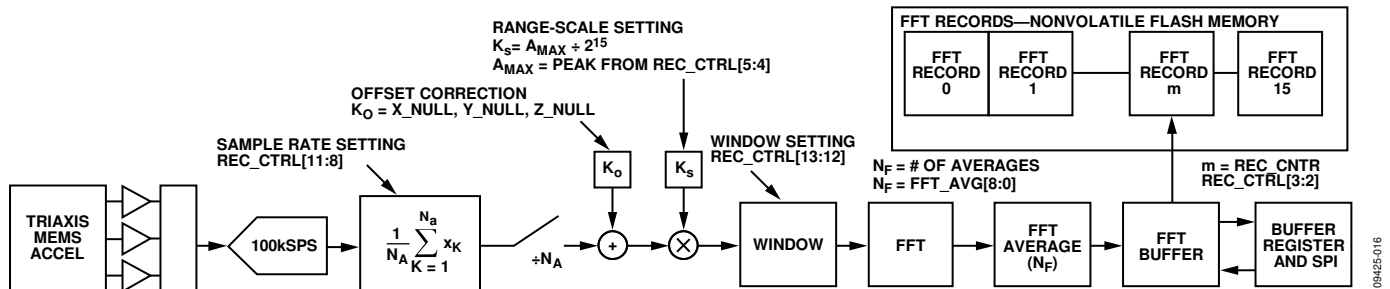 RANGE-SCALE SETTING
Ks= AMAX ÷ 2¹⁵
AMAX = PEAK FROM REC_CTRL[5:4]
OFFSET CORRECTION
KO = X_NULL, Y_NULL, Z_NULL
SAMPLE RATE SETTING
REC_CTRL[11:8]
WINDOW SETTING
REC_CTRL[13:12]
FFT RECORDS—NONVOLATILE FLASH MEMORY
FFT
RECORD
0
FFT
RECORD
1
FFT
RECORD
m
FFT
RECORD
15
NF = # OF AVERAGES
NF = FFT_AVG[8:0]
m = REC_CNTR
REC_CTRL[3:2]
TRIAXIS
MEMS
ACCEL
100kSPS
Na
1
NA
∑ xK
K = 1
÷NA
Ko
+
Ks
×
WINDOW
FFT
FFT
AVERAGE
(NF)
FFT
BUFFER
BUFFER
REGISTER
AND SPI
09425-016